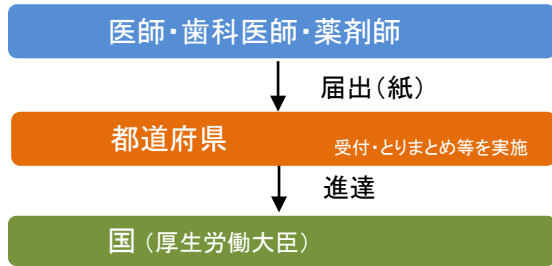 医師・歯科医師・薬剤師
届出(紙)
都道府県 受付・とりまとめ等を実施
進達
国(厚生労働大臣)